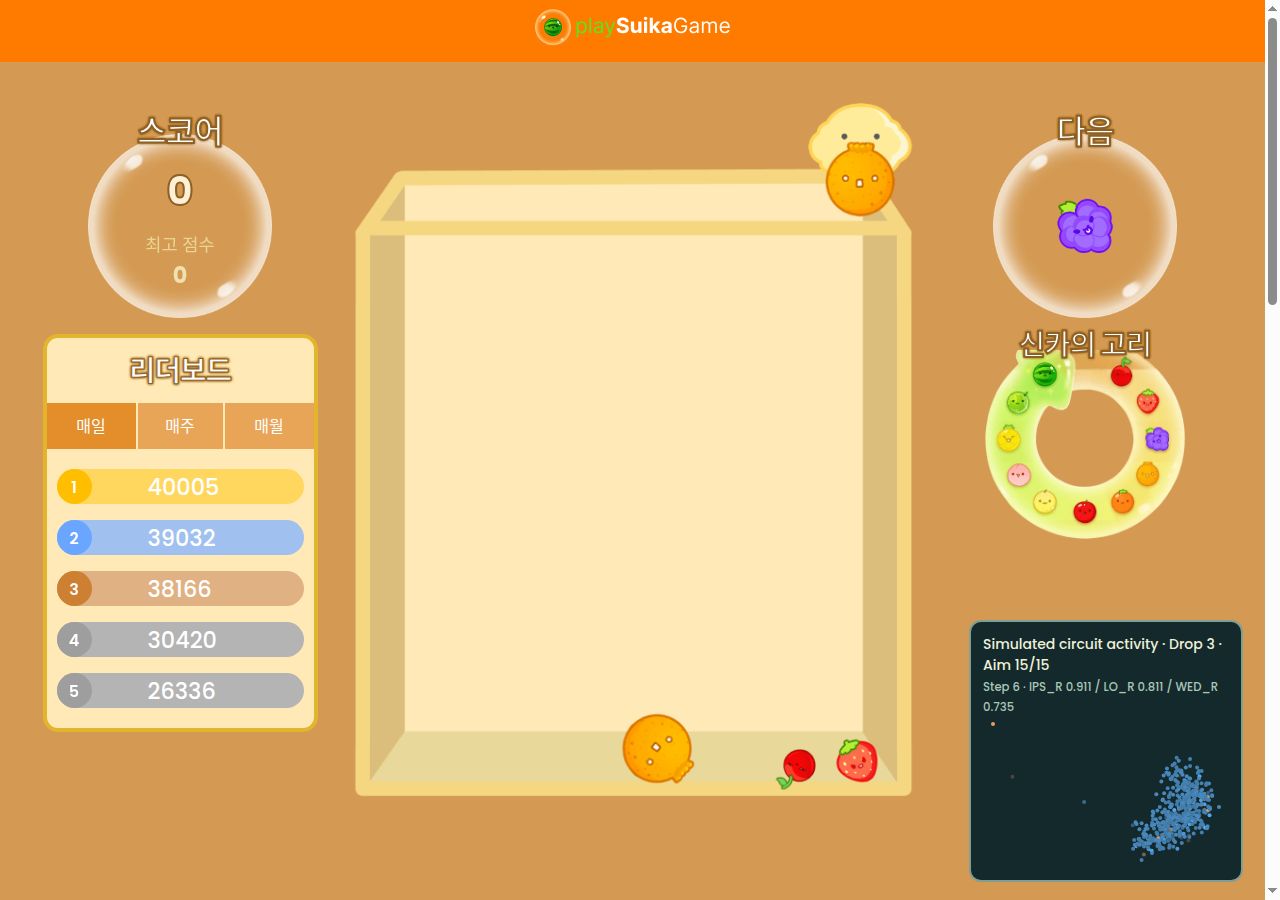 playSuikaGame
스코어
0
최고 점수
0
다음
신카의 고리
리더보드
매일
매주
매월
1
40005
2
39032
3
38166
4
30420
5
26336
Simulated circuit activity · Drop 3 ·
Aim 15/15
Step 6 · IPS_R 0.911 / LO_R 0.811 / WED_R
0.735